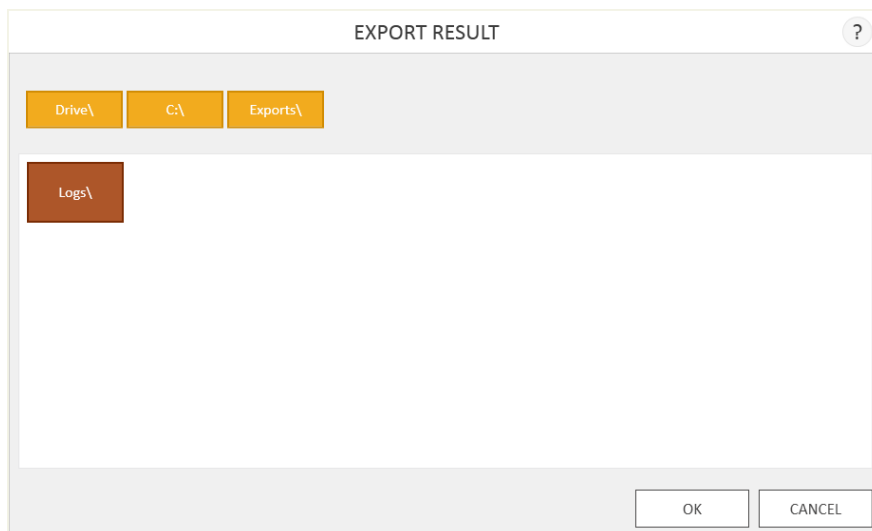 EXPORT RESULT
?
Drive\ C:\ Exports\
Logs\
OK CANCEL